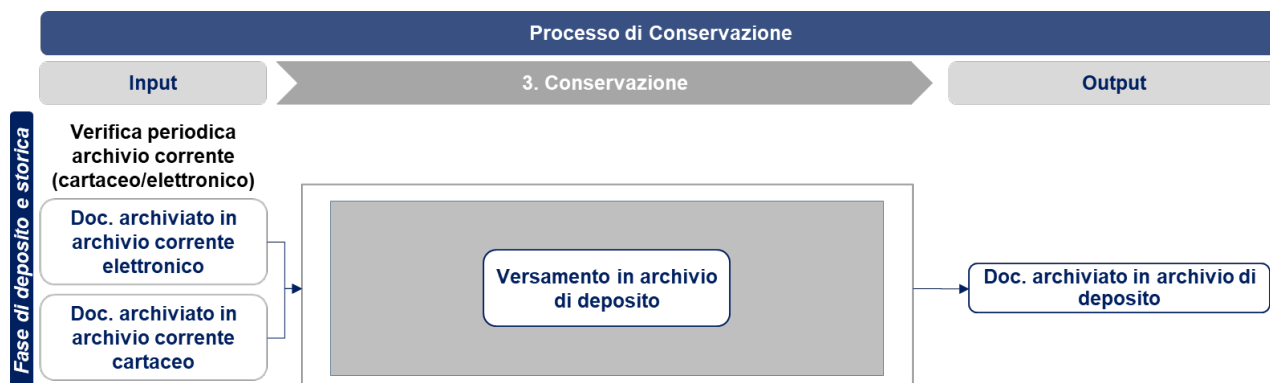 Processo di Conservazione
Input
3. Conservazione
Output
Fase di deposito e storica
Verifica periodica
archivio corrente
(cartaceo/elettronico)
Doc. archiviato in
archivio corrente
elettronico
Doc. archiviato in
archivio corrente
cartaceo
Versamento in archivio
di deposito
Doc. archiviato in archivio di
deposito